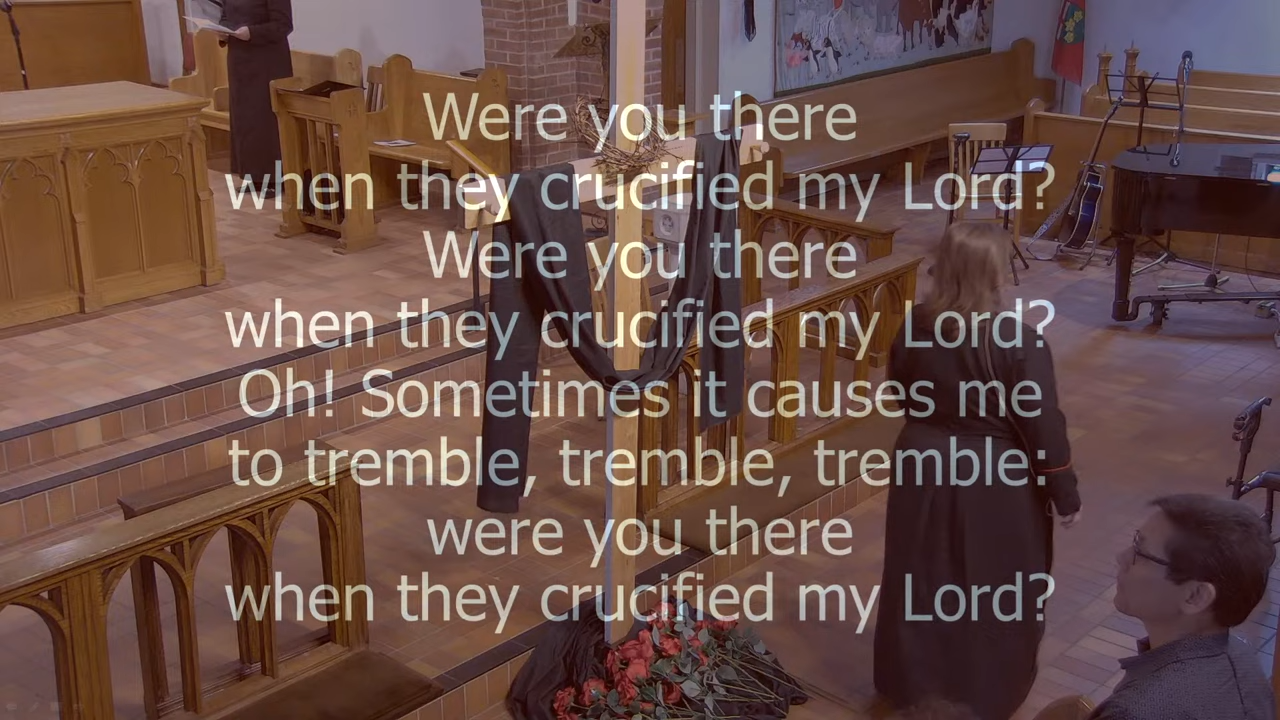 Were you there
when they crucified my Lord?
Were you there
when they crucified my Lord?
Oh! Sometimes it causes me
to tremble, tremble, tremble:
were you there
when they crucified my Lord?